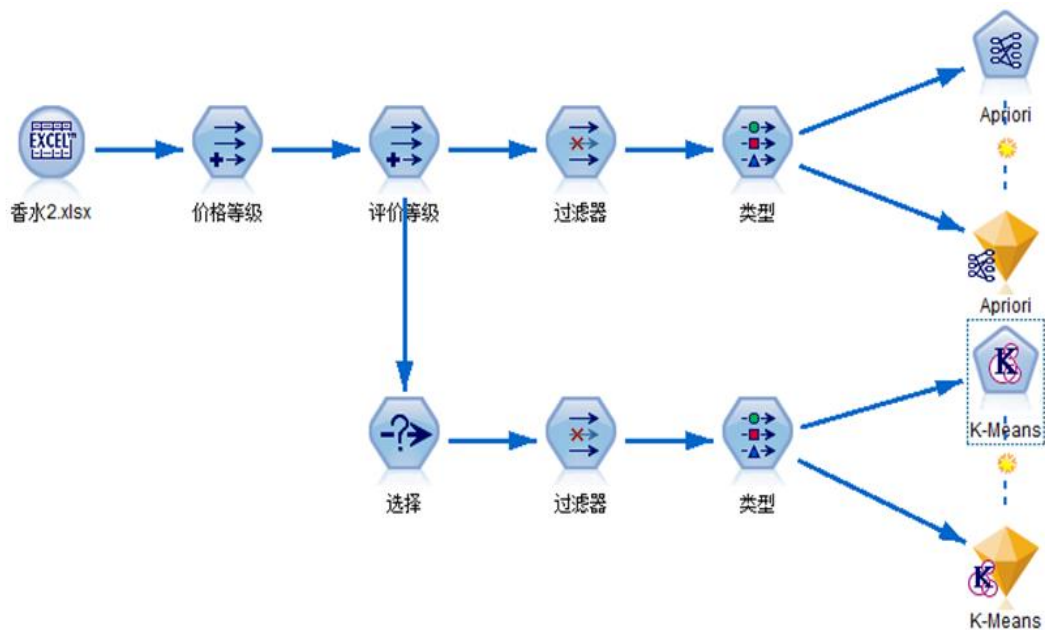 Apriori
EXCEL™
香水2.xlsx
价格等级
评价等级
过滤器
类型
Apriori
K
K-Means
选择
过滤器
类型
K
K-Means